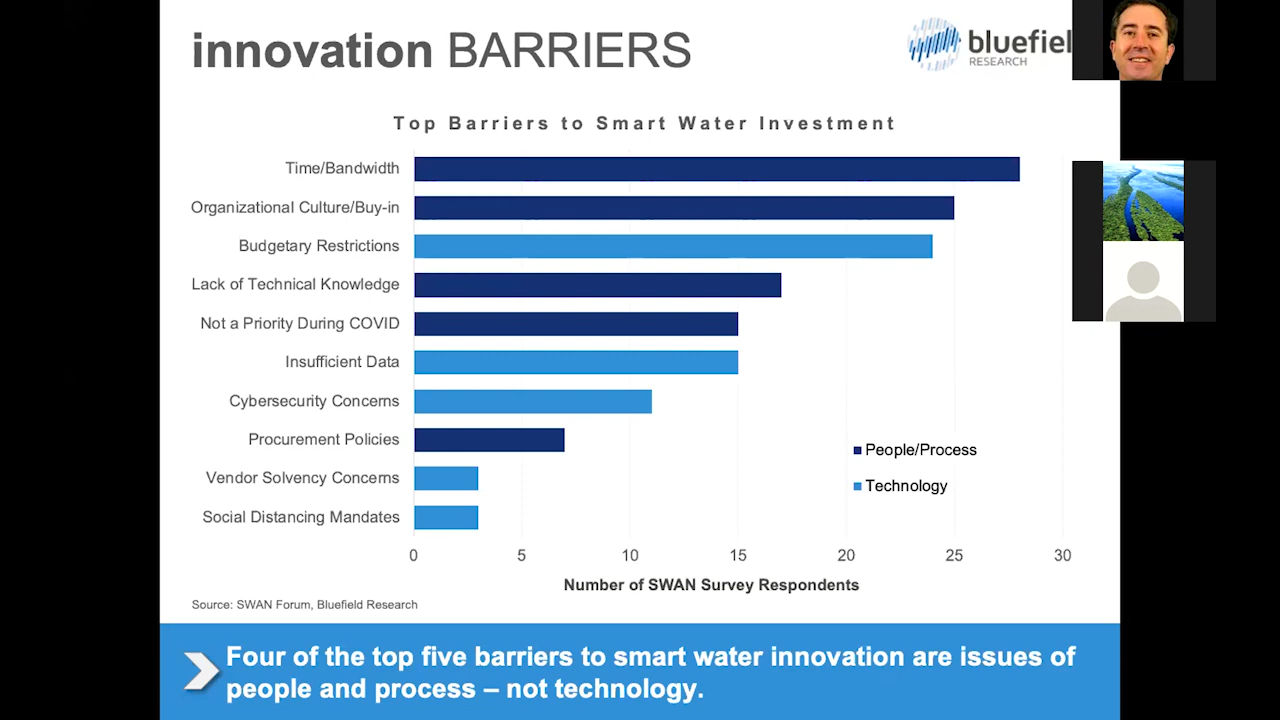 innovation BARRIERS
bluefiel
RESEARCH
Top Barriers to Smart Water Investment
Time/Bandwidth
Organizational Culture/Buy-in
Budgetary Restrictions
Lack of Technical Knowledge
Not a Priority During COVID
Insufficient Data
Cybersecurity Concerns
Procurement Policies
Vendor Solvency Concerns
Social Distancing Mandates
People/Process
Technology
0 5 10 15 20 25 30
Number of SWAN Survey Respondents
Source: SWAN Forum, Bluefield Research
Four of the top five barriers to smart water innovation are issues of
people and process – not technology.